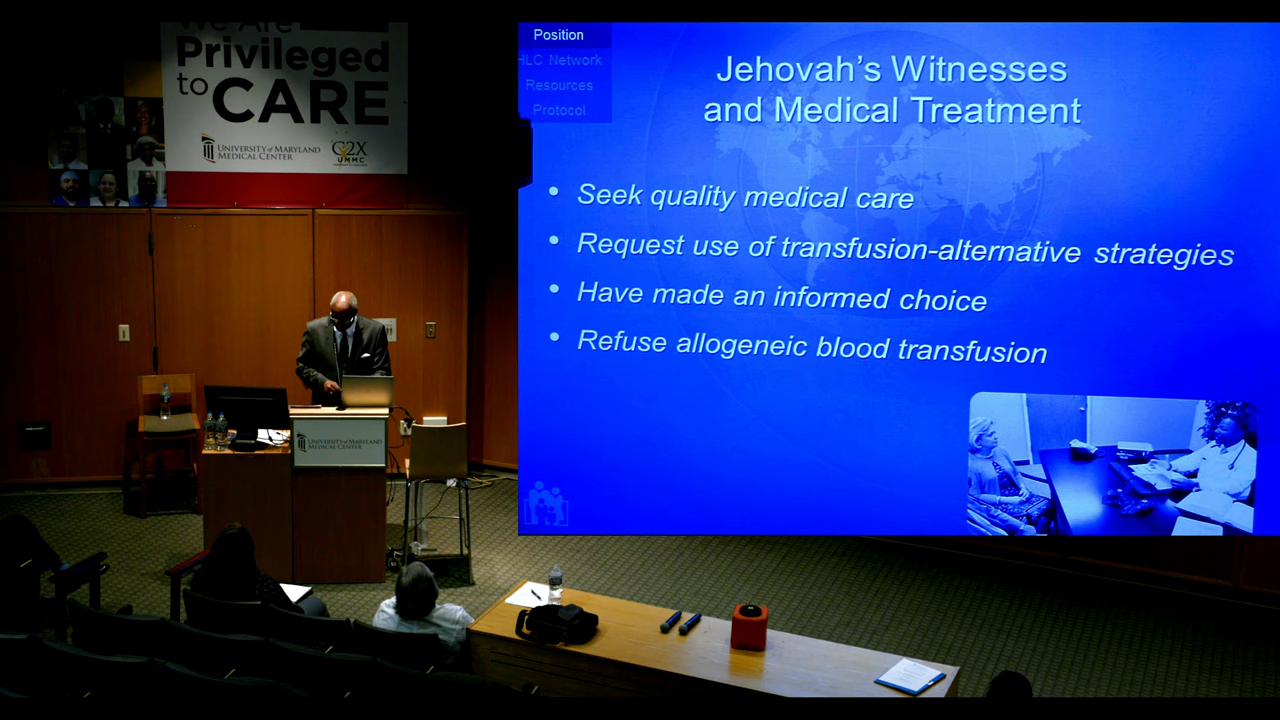 We Are
Privileged
to CARE
UNIVERSITY of MARYLAND
MEDICAL CENTER
C2X
UMMC
Position
HLC Network
Resources
Protocol
Jehovah's Witnesses
and Medical Treatment
• Seek quality medical care
• Request use of transfusion-alternative strategies
• Have made an informed choice
• Refuse allogeneic blood transfusion
UNIVERSITY of MARYLAND
MEDICAL CENTER